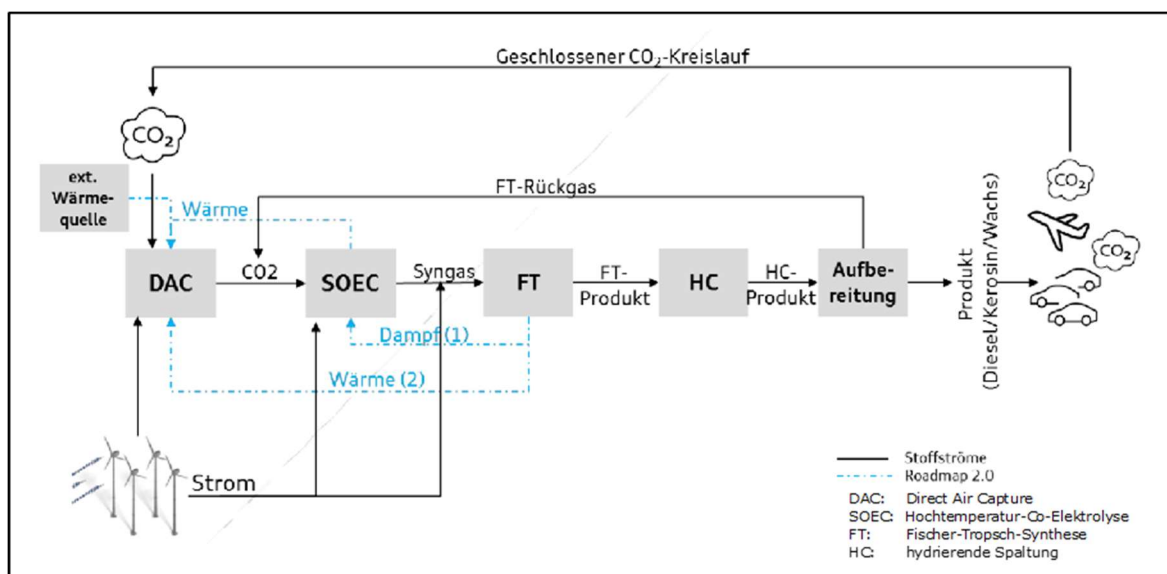 Geschlossener CO₂-Kreislauf
CO₂
ext.
Wärme-
quelle
Wärme
FT-Rückgas
CO₂
CO₂
DAC
CO2
SOEC
Syngas
FT
FT-
Produkt
HC
HC-
Produkt
Aufbe-
reitung
Produkt
(Diesel/Kerosin/Wachs)
Dampf (1)
Wärme (2)
Strom
Stoffströme
Roadmap 2.0
DAC: Direct Air Capture
SOEC: Hochtemperatur-Co-Elektrolyse
FT: Fischer-Tropsch-Synthese
HC: hydrierende Spaltung